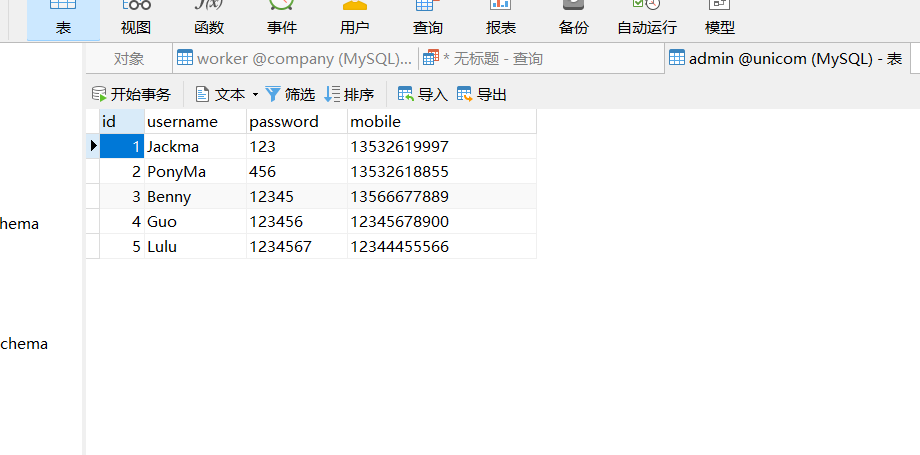 f(x)
表 视图 函数 事件 用户 查询 报表 备份 自动运行 模型
对象 worker @company (MySQL)... * 无标题 - 查询 admin @unicom (MySQL) - 表
开始事务 文本 筛选 排序 导入 导出
id username password mobile
1 Jackma 123 13532619997
2 PonyMa 456 13532618855
3 Benny 12345 13566677889
hema
4 Guo 123456 12345678900
5 Lulu 1234567 12344455566
chema